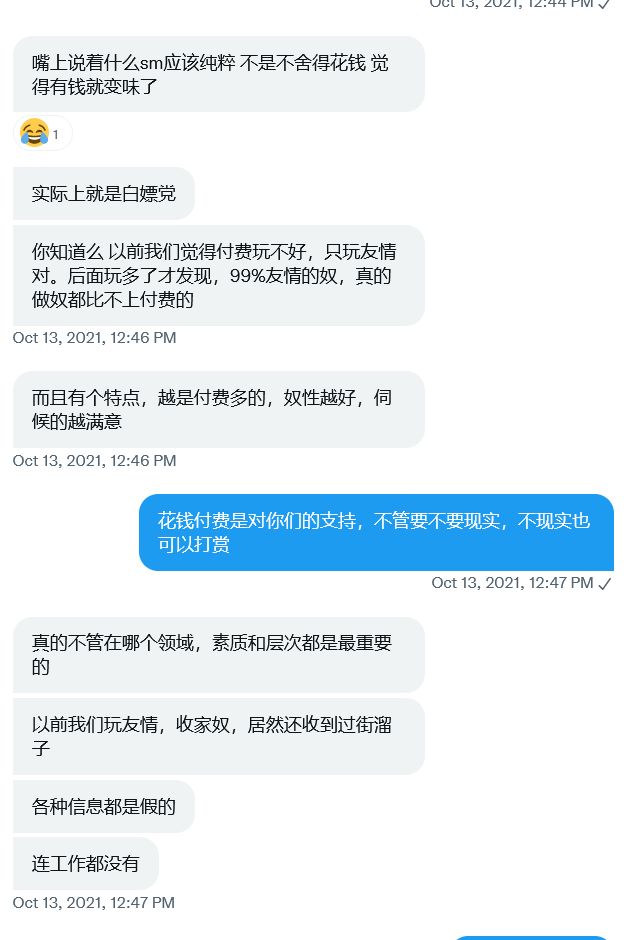 Oct 13, 2021, 12:44 PM
嘴上说着什么sm应该纯粹 不是不舍得花钱 觉
得有钱就变味了
1
实际上就是白嫖党
你知道么 以前我们觉得付费玩不好，只玩友情
对。后面玩多了才发现，99%友情的奴，真的
做奴都比不上付费的
Oct 13, 2021, 12:46 PM
而且有个特点，越是付费多的，奴性越好，伺
候的越满意
Oct 13, 2021, 12:46 PM
花钱付费是对你们的支持，不管要不要现实，不现实也
可以打赏
Oct 13, 2021, 12:47 PM
真的不管在哪个领域，素质和层次都是最重要
的
以前我们玩友情，收家奴，居然还收到过街溜
子
各种信息都是假的
连工作都没有
Oct 13, 2021, 12:47 PM